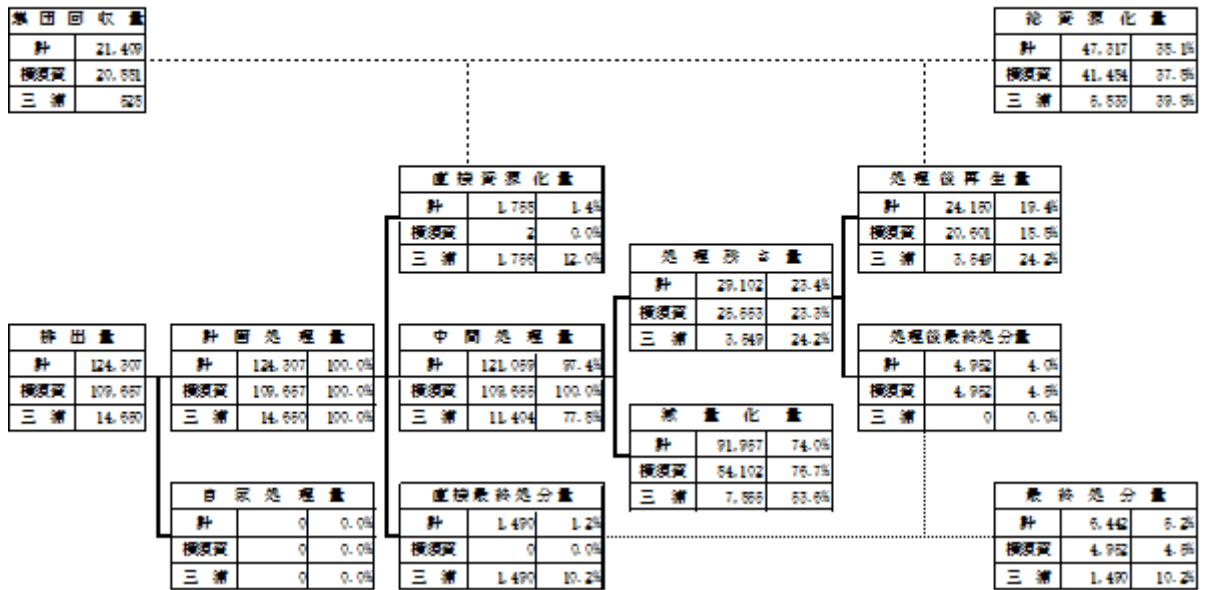 集団回収量
計 21,409
横須賀 20,881
三浦 528
総資源化量
計 47,317 38.1%
横須賀 41,484 37.8%
三浦 5,833 39.8%
直接資源化量
計 1,758 1.4%
横須賀 2 0.0%
三浦 1,756 12.0%
処理後再生量
計 24,150 19.4%
横須賀 20,601 18.8%
三浦 3,549 24.2%
処理残さ量
計 29,102 23.4%
横須賀 25,553 23.3%
三浦 3,549 24.2%
排出量
計 124,307
横須賀 109,657
三浦 14,650
計画処理量
計 124,307 100.0%
横須賀 109,657 100.0%
三浦 14,650 100.0%
中間処理量
計 121,059 97.4%
横須賀 109,655 100.0%
三浦 11,404 77.8%
処理後最終処分量
計 4,952 4.0%
横須賀 4,952 4.5%
三浦 0 0.0%
減量化量
計 91,957 74.0%
横須賀 84,102 76.7%
三浦 7,855 53.6%
自家処理量
計 0 0.0%
横須賀 0 0.0%
三浦 0 0.0%
直接最終処分量
計 1,490 1.2%
横須賀 0 0.0%
三浦 1,490 10.2%
最終処分量
計 6,442 5.2%
横須賀 4,952 4.5%
三浦 1,490 10.2%